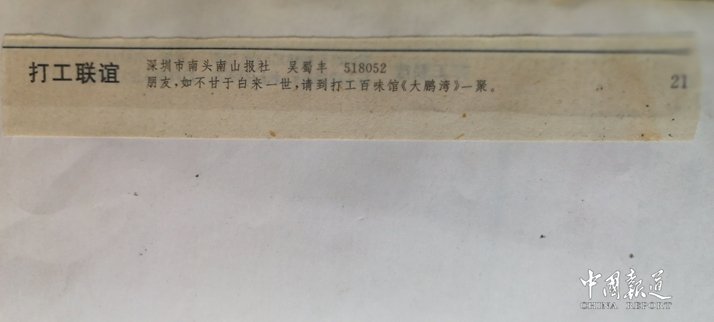 打工联谊
深圳市南头南山报社 吴蜀丰 518052
朋友，如不甘于白来一世，请到打工百味馆《大鹏湾》一聚。
21
中国报道
CHINA REPORT